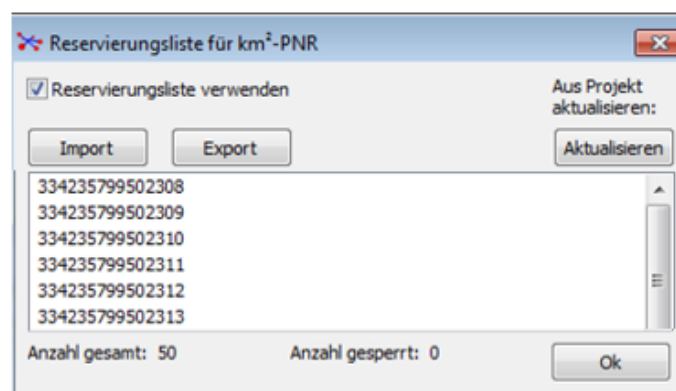 Reservierungsliste für km²-PNR
Reservierungsliste verwenden
Aus Projekt
aktualisieren:
Import Export Aktualisieren
334235799502308
334235799502309
334235799502310
334235799502311
334235799502312
334235799502313
Anzahl gesamt: 50 Anzahl gesperrt: 0 Ok